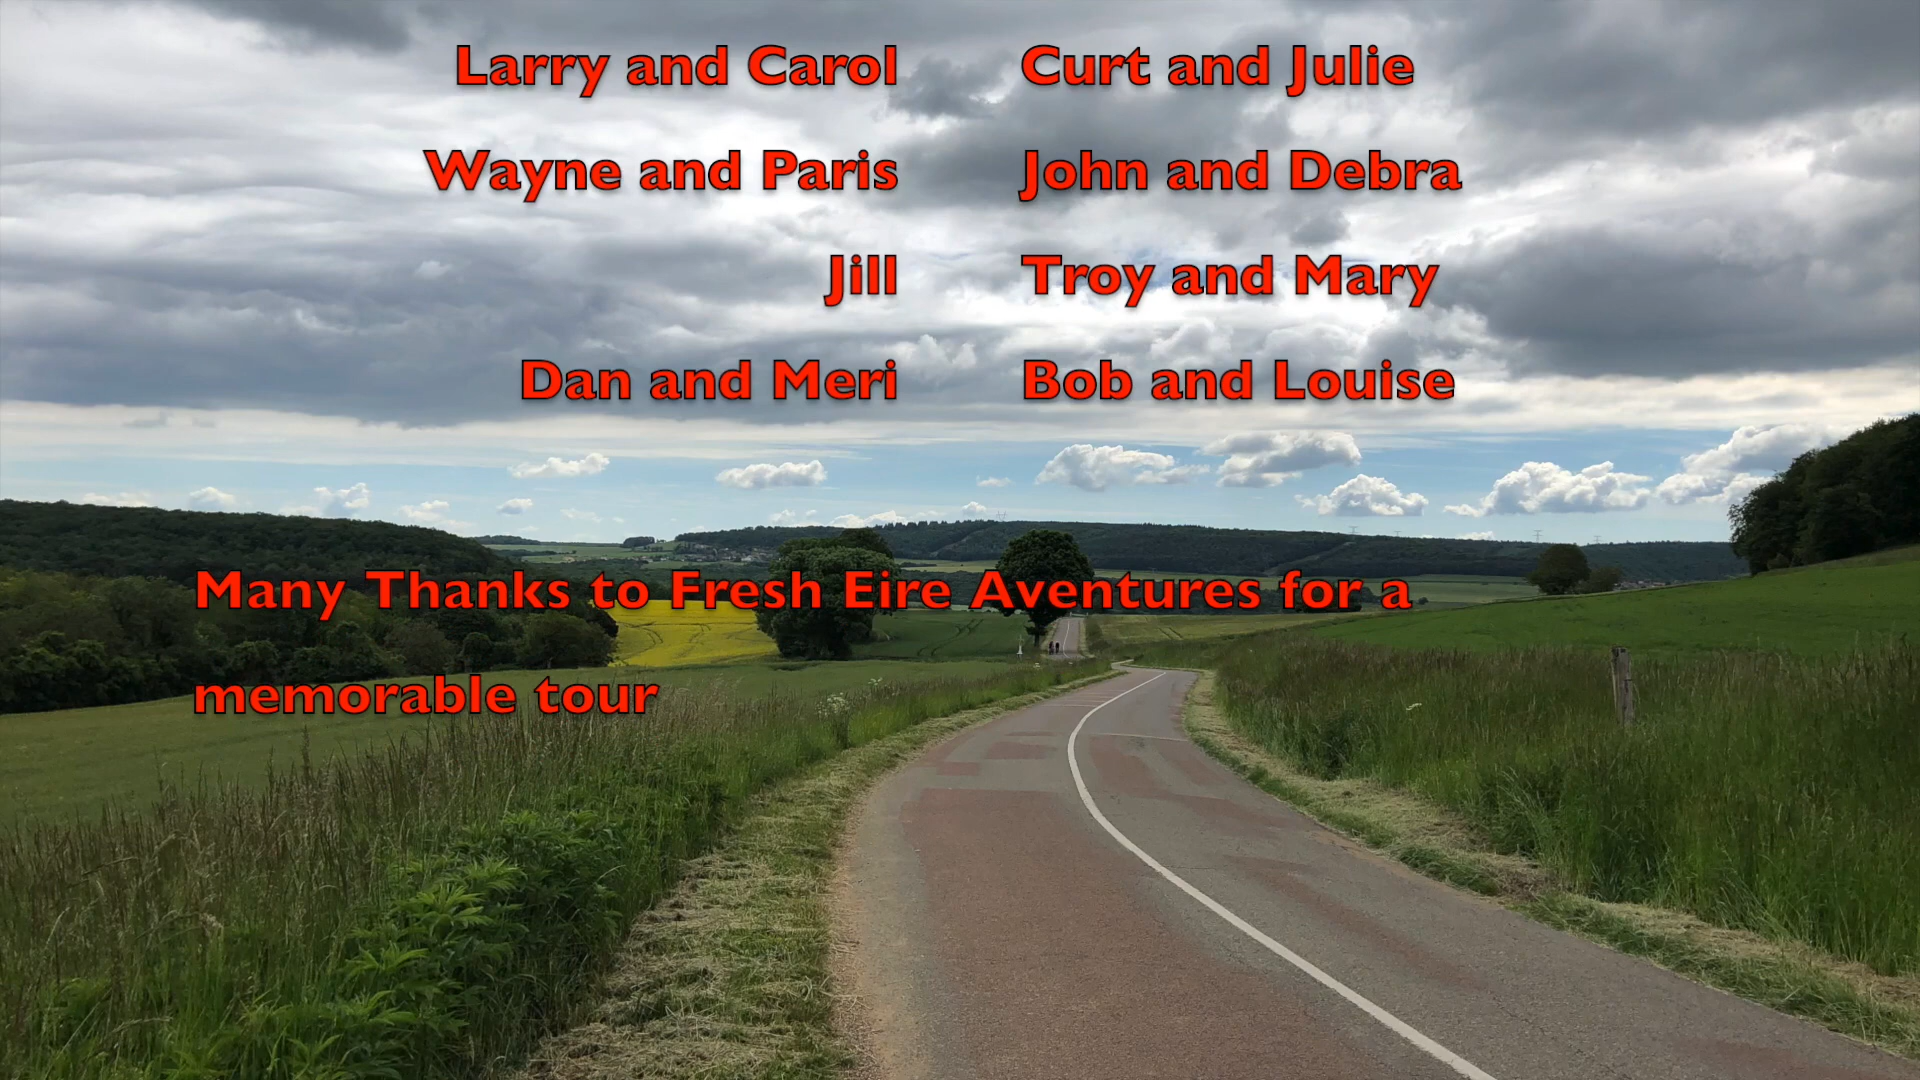 Larry and Carol Curt and Julie
Wayne and Paris John and Debra
Jill Troy and Mary
Dan and Meri Bob and Louise
Many Thanks to Fresh Eire Aventures for a
memorable tour